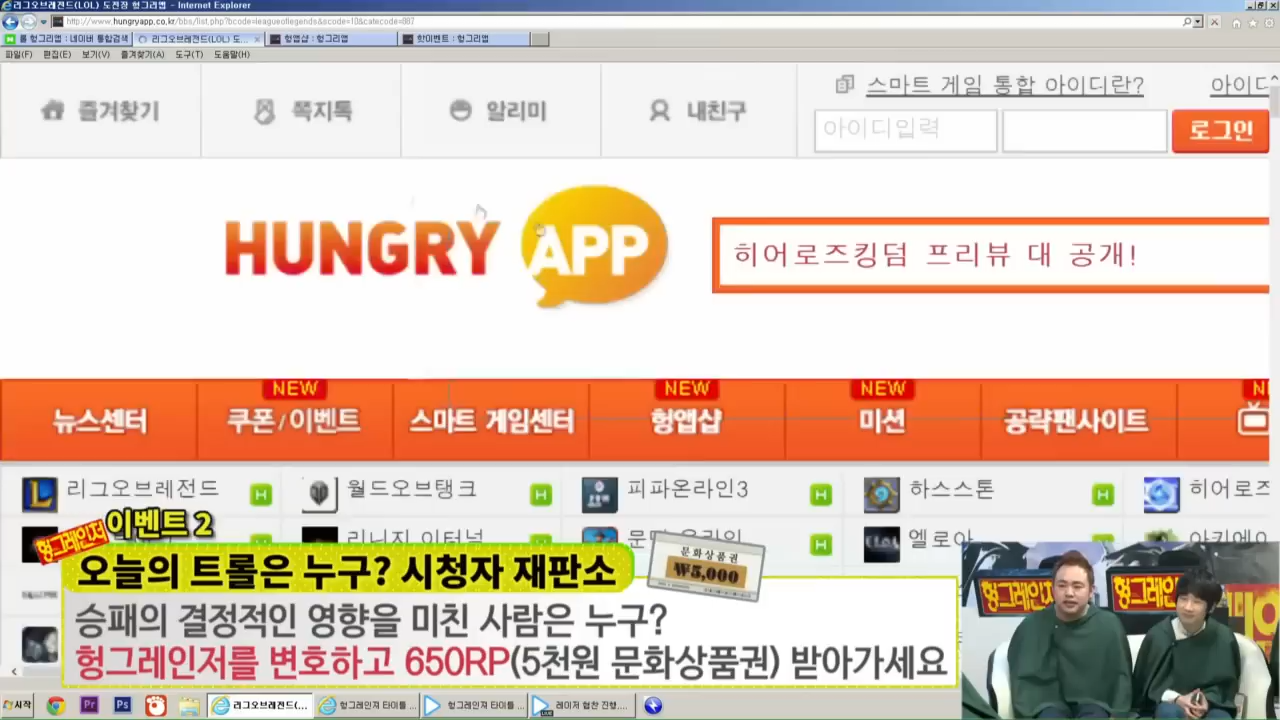 리그오브레전드(LOL) 도전장 헝그리앱 - Internet Explorer
http://www.hungryapp.co.kr/bbs/list.php?bcode=leagueoflegends&scode=10&catecode=887
롤 헝그리앱 : 네이버 통합검색
리그오브레전드(LOL) 도...
헝앱샵 : 헝그리앱
핫이벤트 : 헝그리앱
파일(F) 편집(E) 보기(V) 즐겨찾기(A) 도구(T) 도움말(H)
즐겨찾기 쪽지톡 알리미 내친구
스마트 게임 통합 아이디란? 아이디
아이디입력 로그인
HUNGRY APP
히어로즈킹덤 프리뷰 대 공개!
NEW NEW NEW
뉴스센터 쿠폰/이벤트 스마트 게임센터 헝앱샵 미션 공략팬사이트
리그오브레전드 H 월드오브탱크 H 피파온라인3 H 하스스톤 H 히어로즈
리니지 이터널 H 엘로아 H
헝그레인저 이벤트 2
오늘의 트롤은 누구? 시청자 재판소
문화상품권
₩5,000
승패의 결정적인 영향을 미친 사람은 누구?
헝그레인저를 변호하고 650RP(5천원 문화상품권) 받아가세요
헝그레인저 헝그레인
시작 Pr Ps 리그오브레전드(... 헝그레인저 타이틀 ... 헝그레인저 타이틀 ... 레이저 협찬 진행....